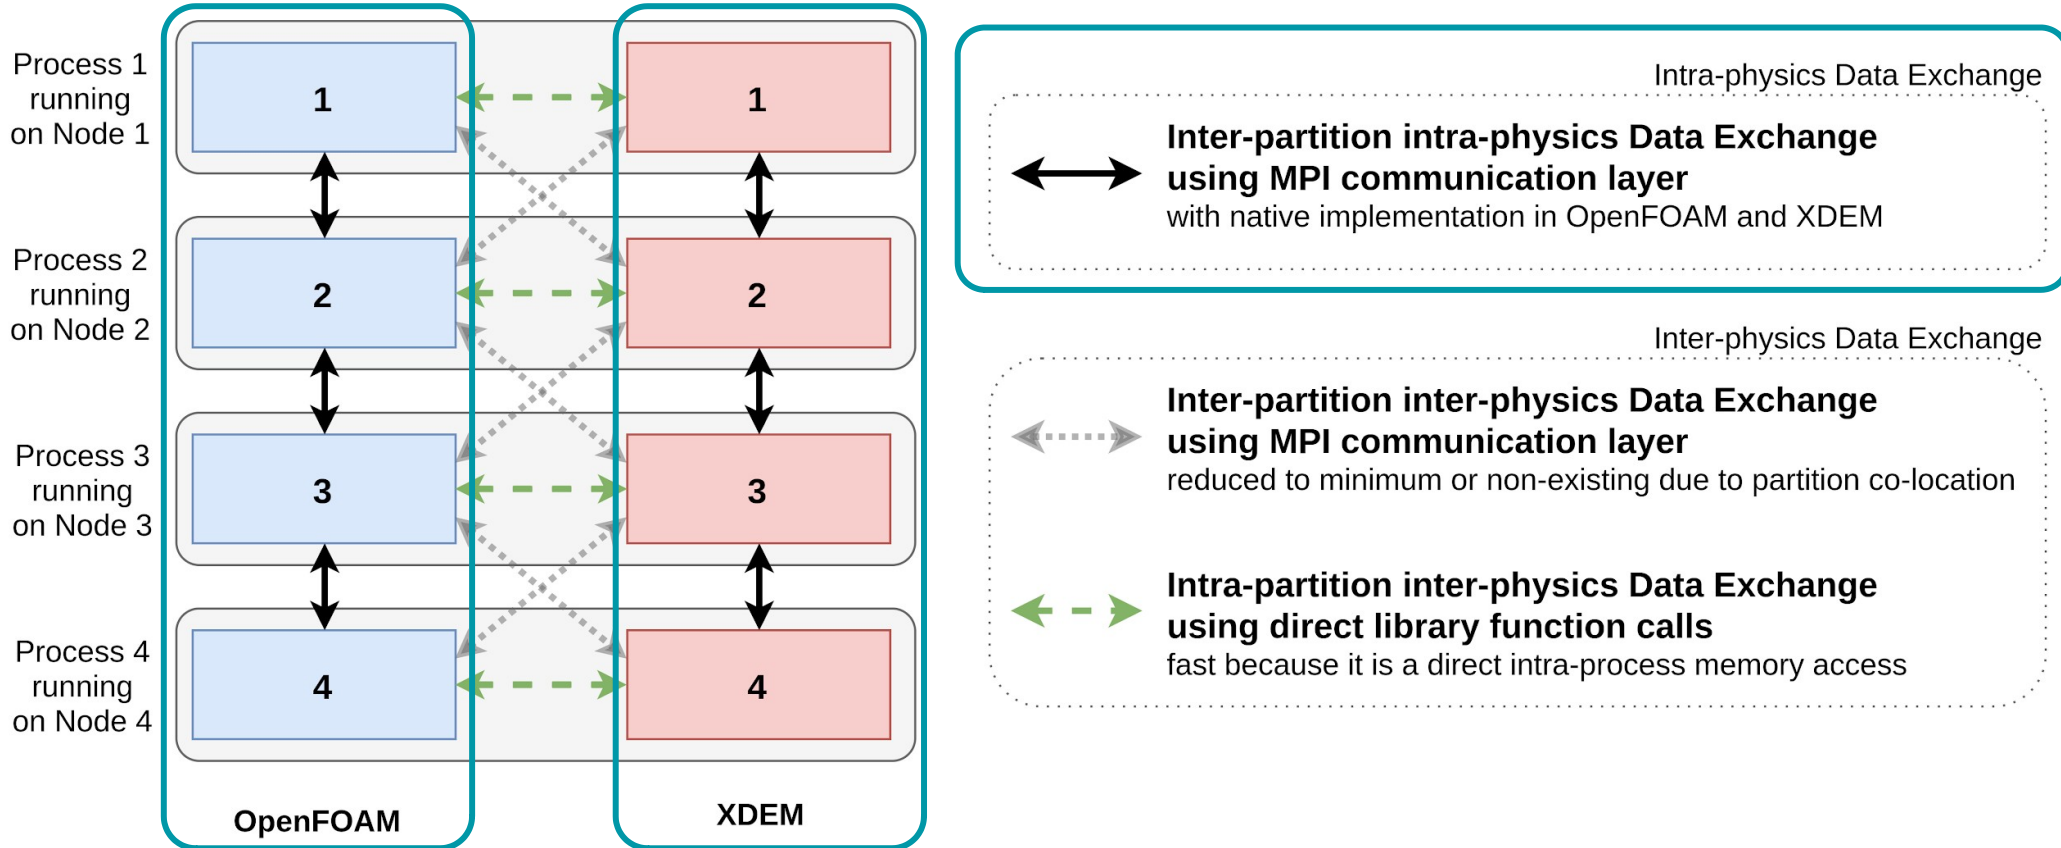 Process 1
running
on Node 1
1
1
Process 2
running
on Node 2
2
2
Process 3
running
on Node 3
3
3
Process 4
running
on Node 4
4
4
OpenFOAM
XDEM
Intra-physics Data Exchange
Inter-partition intra-physics Data Exchange
using MPI communication layer
with native implementation in OpenFOAM and XDEM
Inter-physics Data Exchange
Inter-partition inter-physics Data Exchange
using MPI communication layer
reduced to minimum or non-existing due to partition co-location
Intra-partition inter-physics Data Exchange
using direct library function calls
fast because it is a direct intra-process memory access